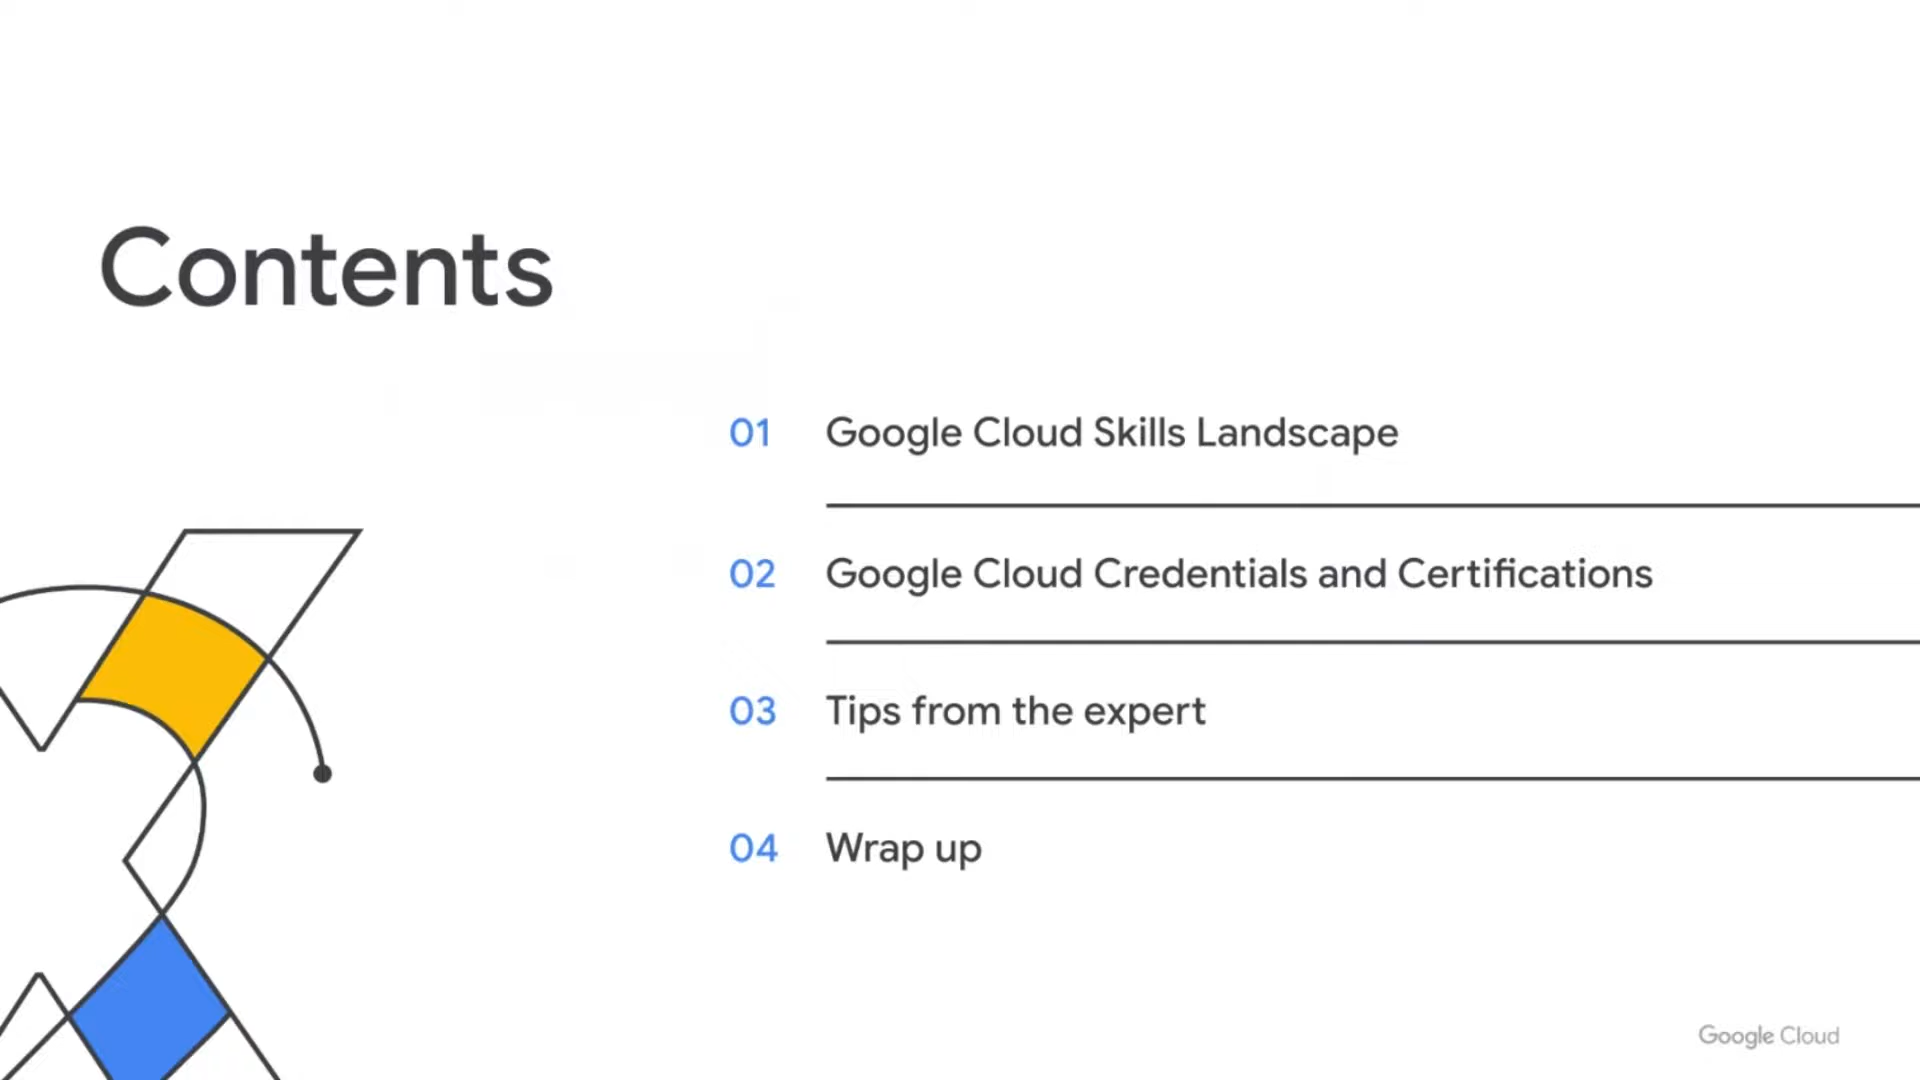 Contents
01 Google Cloud Skills Landscape
02 Google Cloud Credentials and Certifications
03 Tips from the expert
04 Wrap up
Google Cloud